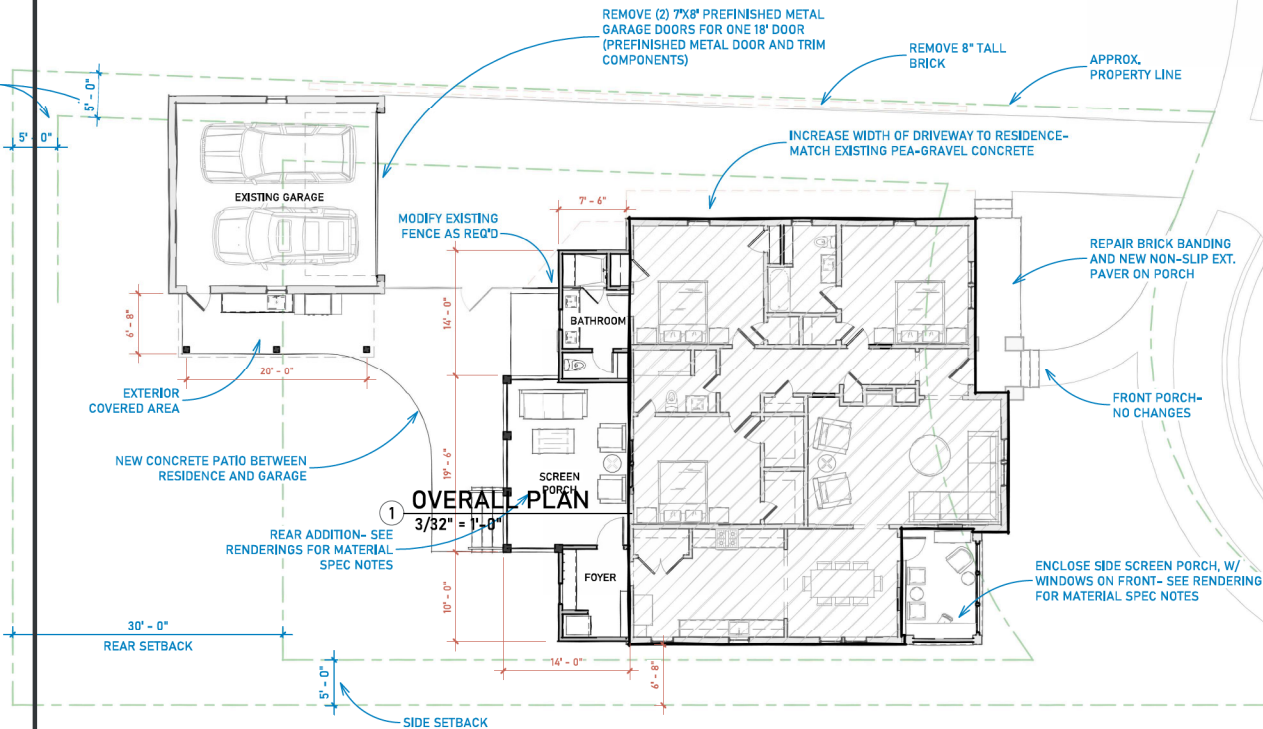 REMOVE (2) 7'X8' PREFINISHED METAL
GARAGE DOORS FOR ONE 18' DOOR
(PREFINISHED METAL DOOR AND TRIM
COMPONENTS)
REMOVE 8" TALL
BRICK
APPROX.
PROPERTY LINE
5' - 0"
5' - 0"
INCREASE WIDTH OF DRIVEWAY TO RESIDENCE-
MATCH EXISTING PEA-GRAVEL CONCRETE
EXISTING GARAGE
7' - 6"
MODIFY EXISTING
FENCE AS REQ'D
REPAIR BRICK BANDING
AND NEW NON-SLIP EXT.
PAVER ON PORCH
6' - 8"
14' - 0"
BATHROOM
20' - 0"
EXTERIOR
COVERED AREA
FRONT PORCH-
NO CHANGES
NEW CONCRETE PATIO BETWEEN
RESIDENCE AND GARAGE
19' - 6"
SCREEN
PORCH
1
OVERALL PLAN
3/32" = 1'-0"
REAR ADDITION- SEE
RENDERINGS FOR MATERIAL
SPEC NOTES
FOYER
10' - 0"
ENCLOSE SIDE SCREEN PORCH, W/
WINDOWS ON FRONT- SEE RENDERING
FOR MATERIAL SPEC NOTES
30' - 0"
REAR SETBACK
14' - 0"
6' - 8"
5' - 0"
SIDE SETBACK